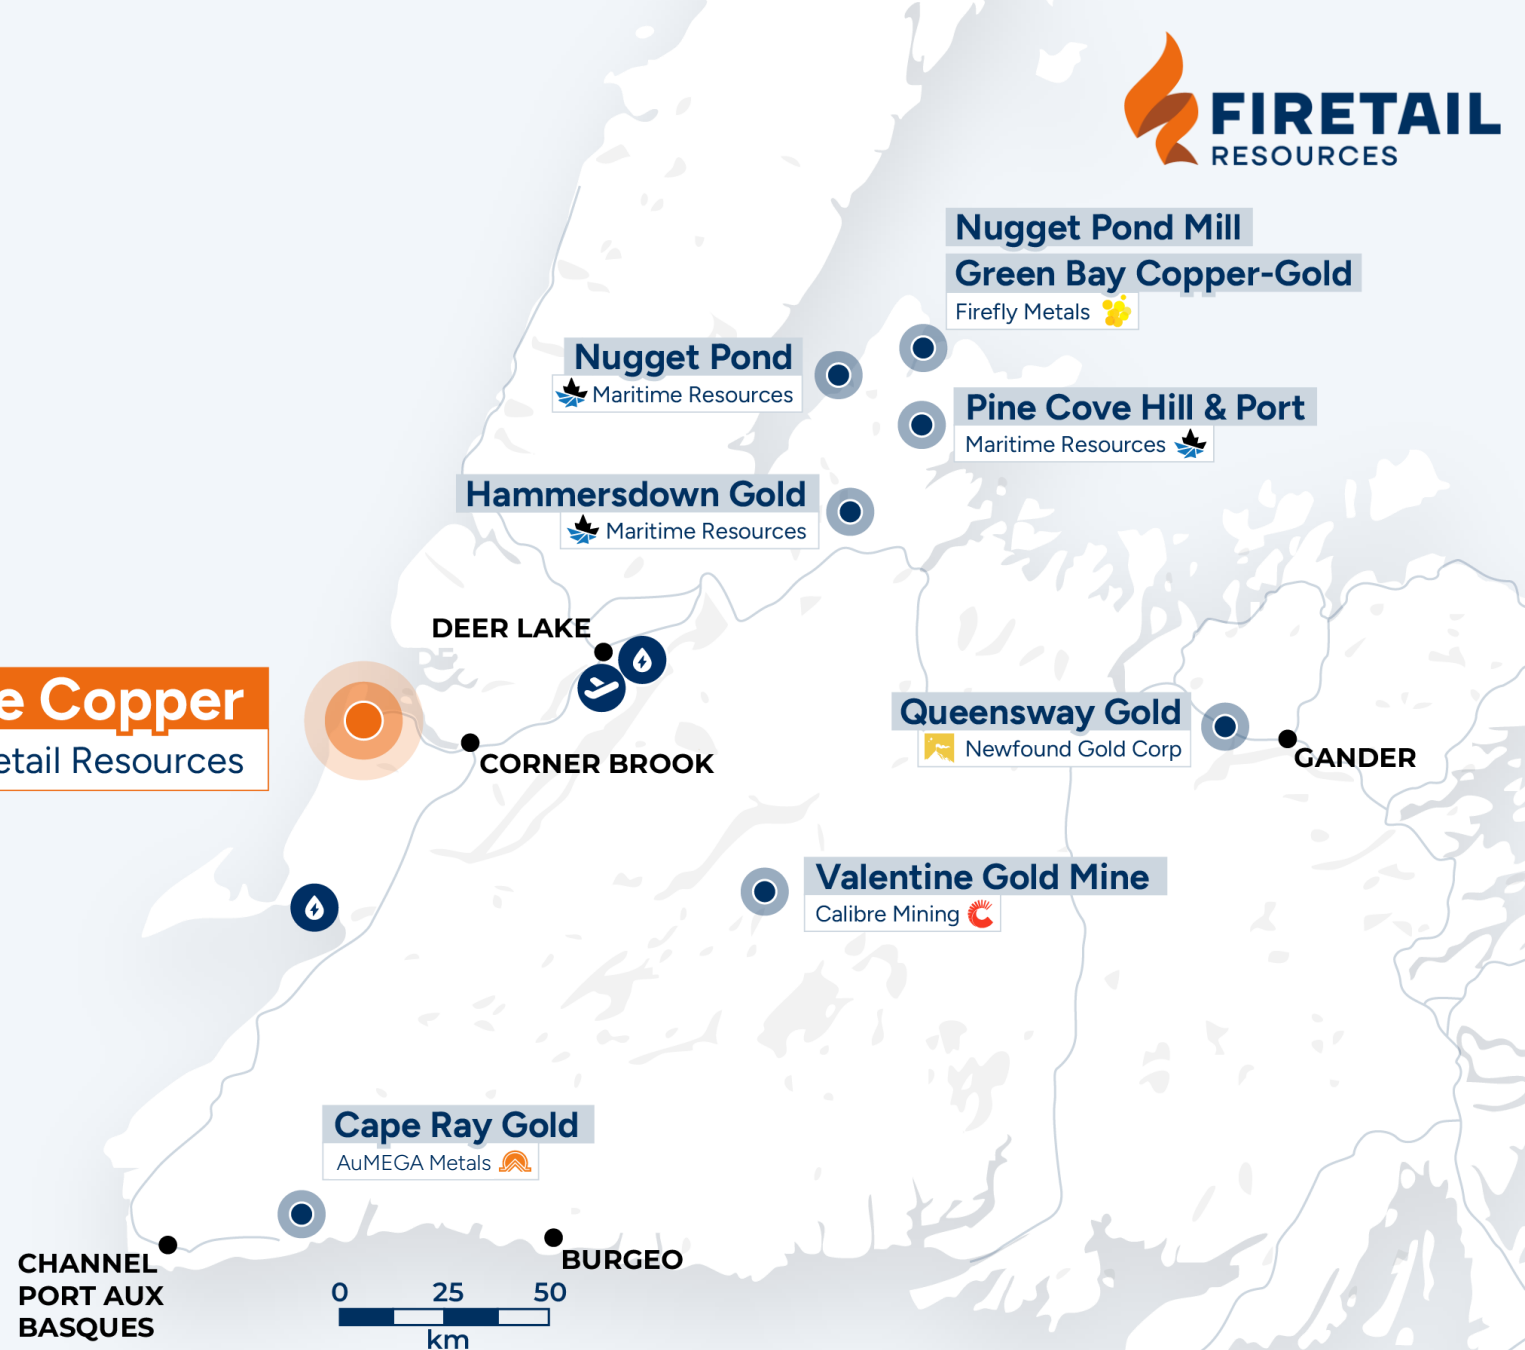 FIRETAIL
RESOURCES
Nugget Pond Mill
Green Bay Copper-Gold
Firefly Metals
Nugget Pond
Maritime Resources
Pine Cove Hill & Port
Maritime Resources
Hammersdown Gold
Maritime Resources
DEER LAKE
e Copper
etail Resources
CORNER BROOK
Queensway Gold
Newfound Gold Corp
GANDER
Valentine Gold Mine
Calibre Mining
Cape Ray Gold
AuMEGA Metals
CHANNEL
PORT AUX
BASQUES
BURGEO
0 25 50
km